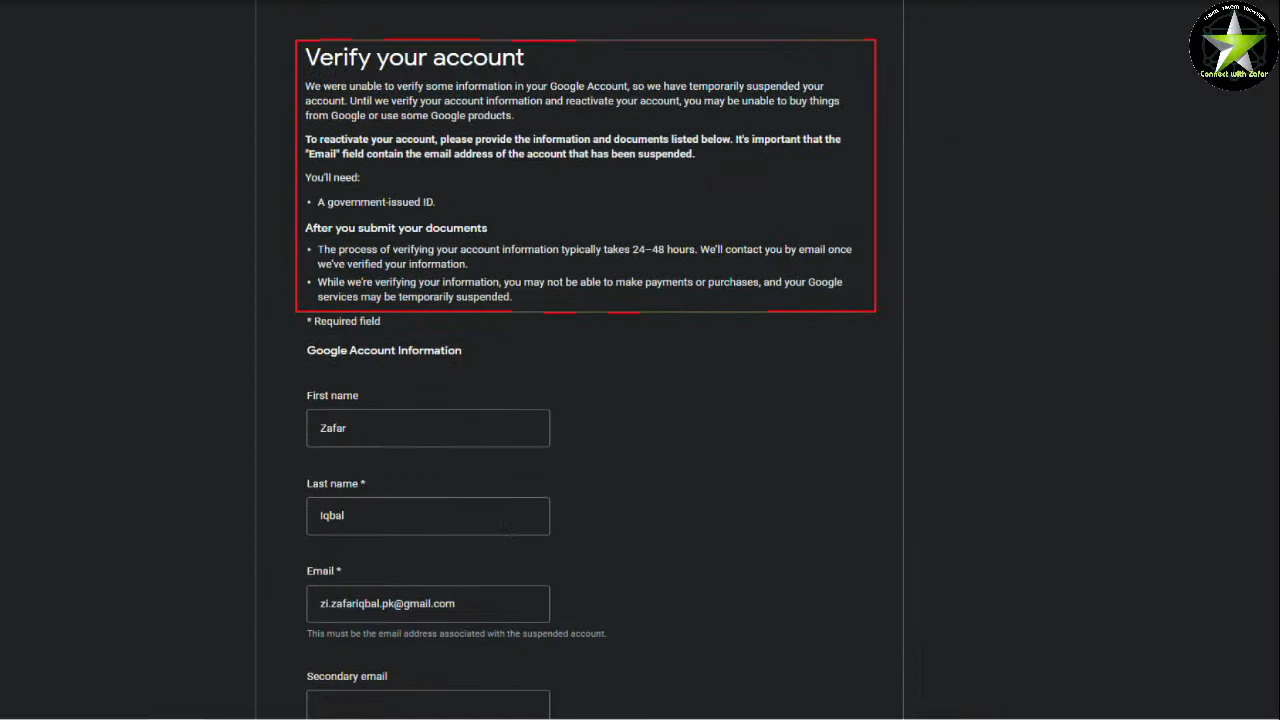 Connect with Zafar
Verify your account
We were unable to verify some information in your Google Account, so we have temporarily suspended your
account. Until we verify your account information and reactivate your account, you may be unable to buy things
from Google or use some Google products.
To reactivate your account, please provide the information and documents listed below. It's important that the
"Email" field contain the email address of the account that has been suspended.
You'll need:
• A government-issued ID.
After you submit your documents
• The process of verifying your account information typically takes 24–48 hours. We'll contact you by email once
we've verified your information.
• While we're verifying your information, you may not be able to make payments or purchases, and your Google
services may be temporarily suspended.
* Required field
Google Account Information
First name
Zafar
Last name *
Iqbal
Email *
zi.zafariqbal.pk@gmail.com
This must be the email address associated with the suspended account.
Secondary email